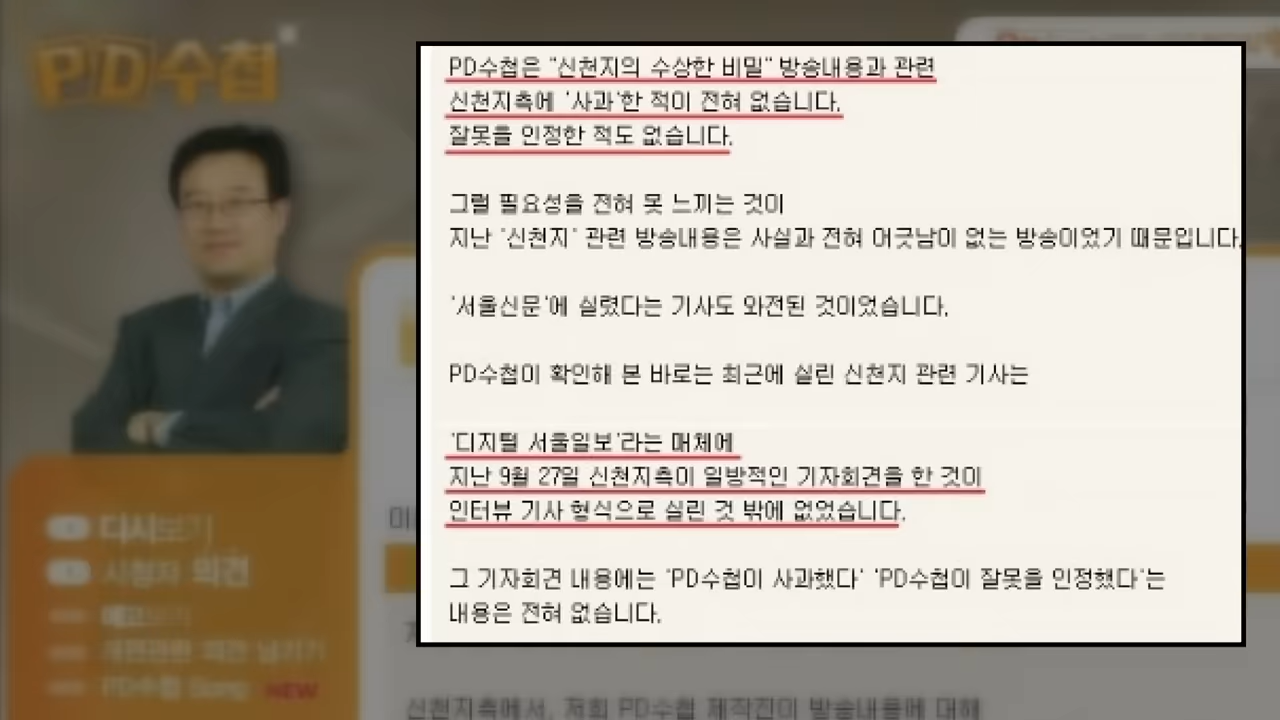 PD수첩
PD수첩은 "신천지의 수상한 비밀" 방송내용과 관련
신천지측에 '사과'한 적이 전혀 없습니다.
잘못을 인정한 적도 없습니다.
그럴 필요성을 전혀 못 느끼는 것이
지난 '신천지' 관련 방송내용은 사실과 전혀 어긋남이 없는 방송이었기 때문입니다.
'서울신문'에 실렸다는 기사도 와전된 것이었습니다.
PD수첩이 확인해 본 바로는 최근에 실린 신천지 관련 기사는
'디지털 서울일보'라는 매체에
지난 9월 27일 신천지측이 일방적인 기자회견을 한 것이
인터뷰 기사 형식으로 실린 것 밖에 없었습니다.
그 기자회견 내용에는 'PD수첩이 사과했다' 'PD수첩이 잘못을 인정했다'는
내용은 전혀 없습니다.
다시보기
시청자 의견
NEW
신천지측에서, 저희 PD수첩 제작진이 방송내용에 대해